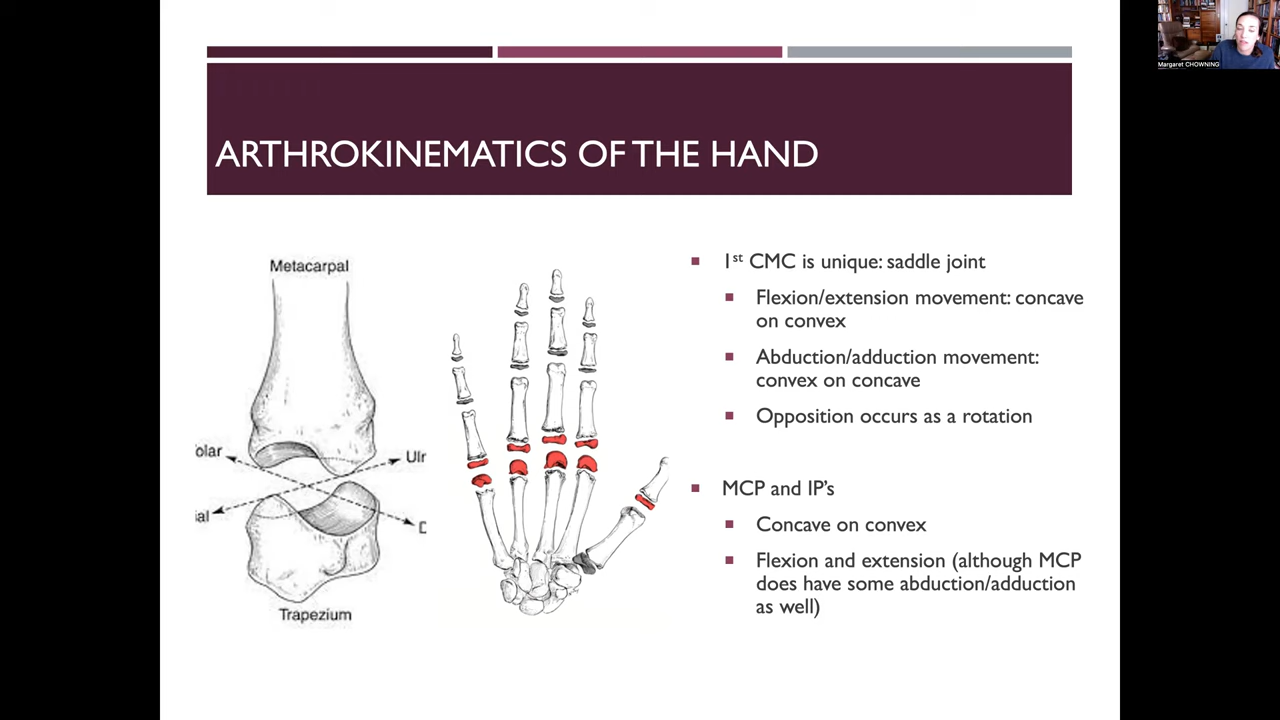 Margaret CHOWNING
ARTHROKINEMATICS OF THE HAND
Metacarpal
olar
Ulr
ial
D
Trapezium
1st CMC is unique: saddle joint
Flexion/extension movement: concave
on convex
Abduction/adduction movement:
convex on concave
Opposition occurs as a rotation
MCP and IP's
Concave on convex
Flexion and extension (although MCP
does have some abduction/adduction
as well)